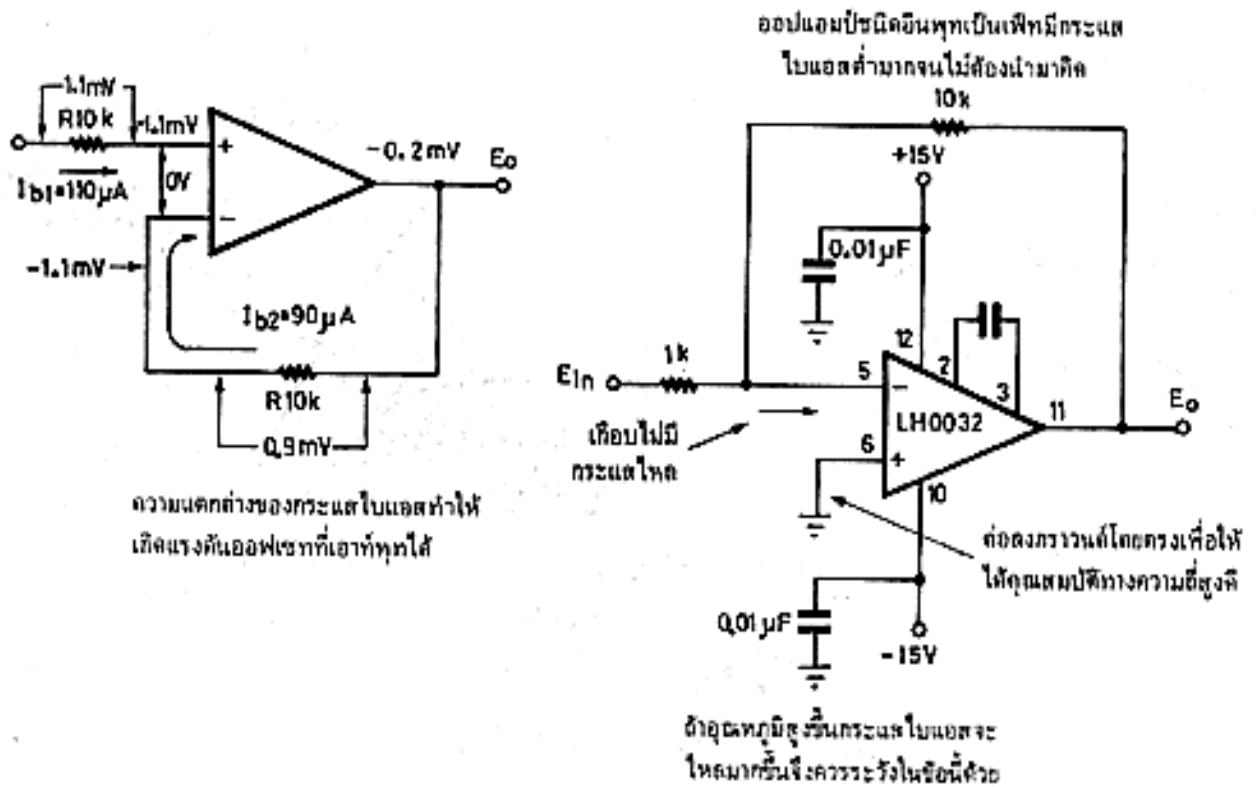 1.1mV
R10k
-1.1mV
+
Ib1=110µA
0V
-
-0.2mV
Eo
-1.1mV
Ib2=90µA
R10k
0.9mV
ความแตกต่างของกระแสไบแอสทำให้
เกิดแรงดันออฟเซทที่เอาท์พุทได้
ออปแอมป์ชนิดอินพุทเป็นเฟ็ทมีกระแส
ไบแอสต่ำมากจนไม่ต้องนำมาคิด
10k
+15V
0.01µF
12
2
3
1k
Ein
5
-
LH0032
11
Eo
6
+
10
เกือบไม่มี
กระแสไหล
ต่อลงกราวนด์โดยตรงเพื่อให้
ได้คุณสมบัติทางความถี่สูงดี
0.01µF
-15V
ถ้าอุณหภูมิสูงขึ้นกระแสไบแอสจะ
ไหลมากขึ้นจึงควรระวังในข้อนี้ด้วย